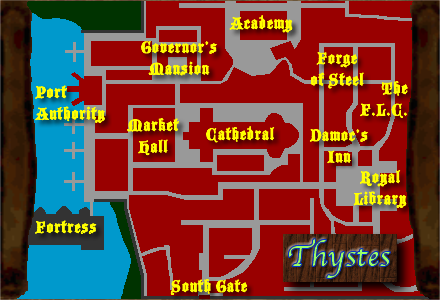 Academy
Governor's
Mansion
Forge
of Steel
The
F.L.C.
Port
Authority
Market
Hall
Cathedral
Damor's
Inn
Royal
Library
Fortress
Thystes
South Gate